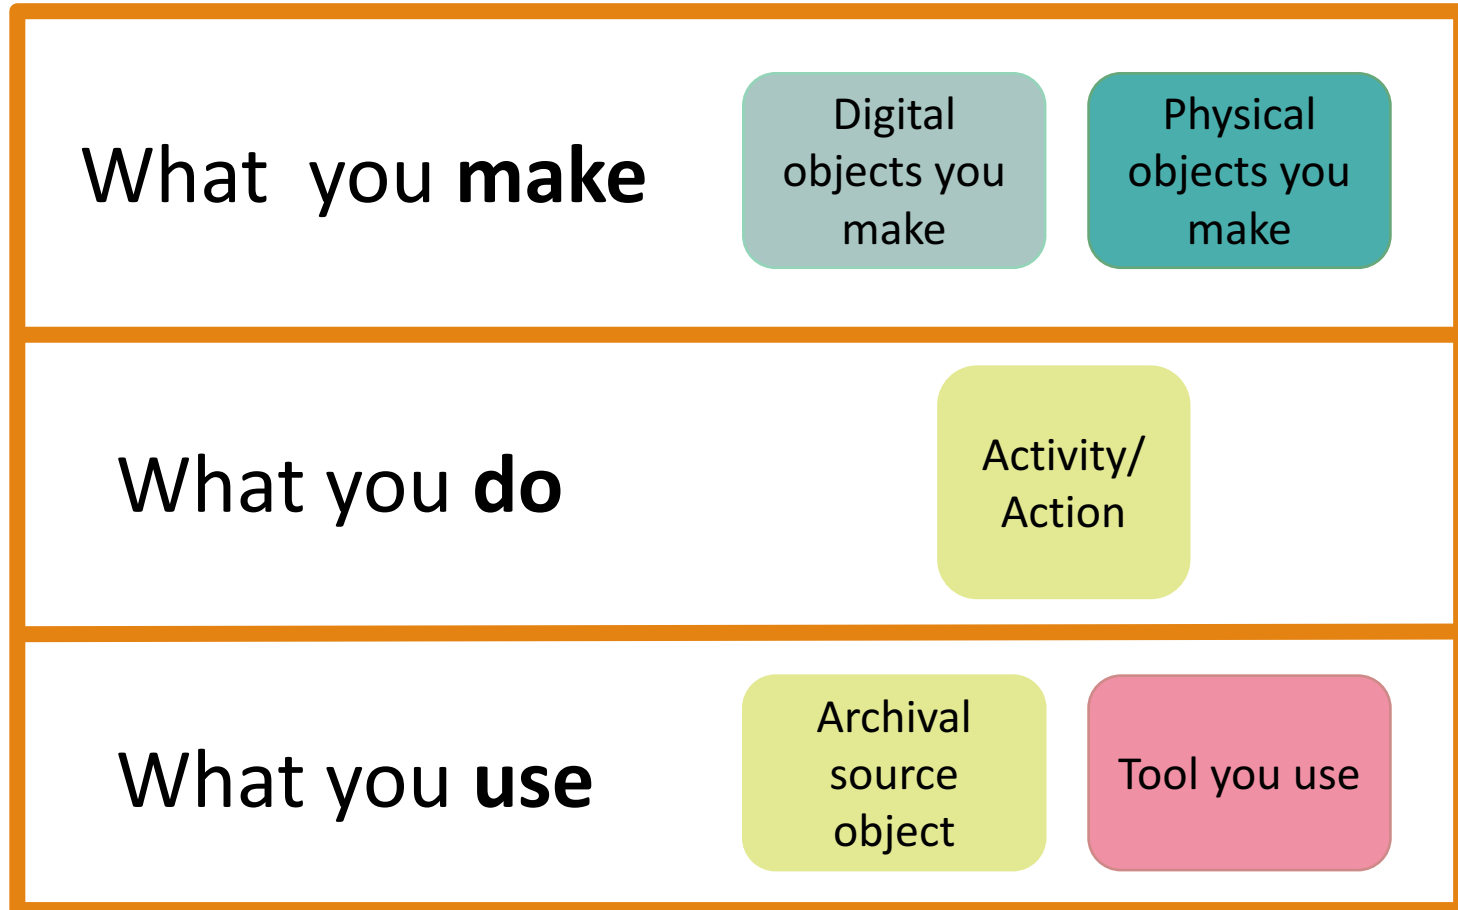 What  you make
Digital
objects you
make
Physical
objects you
make
What you do
Activity/
Action
What you use
Archival
source
object
Tool you use